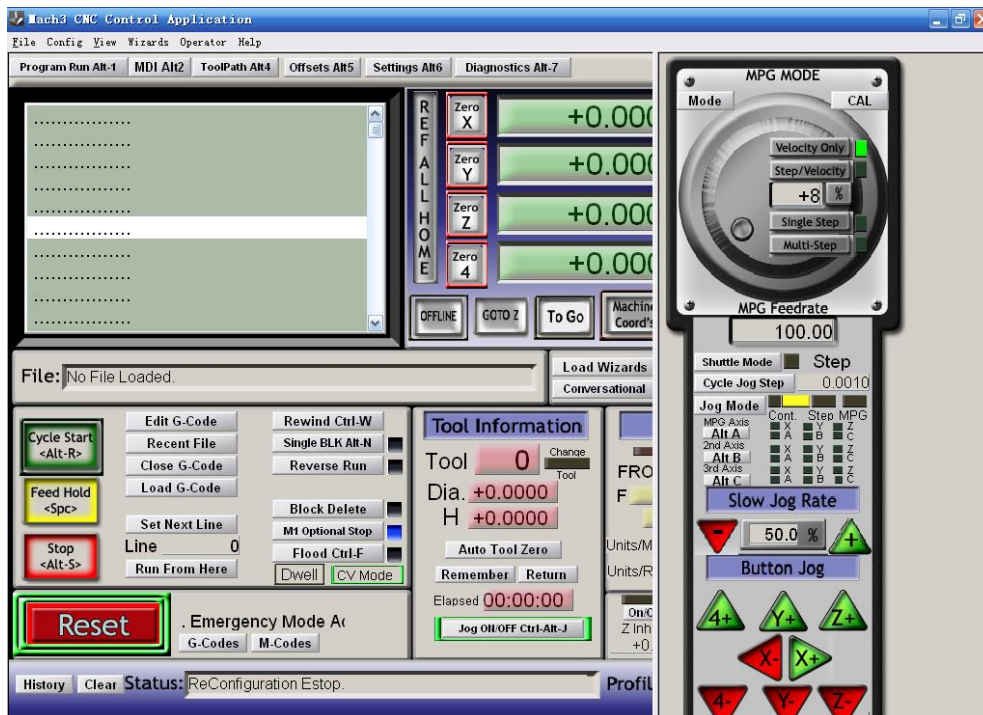 Mach3 CNC Control Application
File Config View Wizards Operator Help
Program Run Alt-1 MDI Alt2 ToolPath Alt4 Offsets Alt5 Settings Alt6 Diagnostics Alt-7
REF ALL HOME
Zero X +0.000
Zero Y +0.000
Zero Z +0.000
Zero 4 +0.000
OFFLINE GOTO Z To Go Machine Coord's
File: No File Loaded.
Load Wizards
Conversational
Cycle Start <Alt-R>
Feed Hold <Spc>
Stop <Alt-S>
Edit G-Code
Recent File
Close G-Code
Load G-Code
Set Next Line
Line 0
Run From Here
Rewind Ctrl-W
Single BLK Alt-N
Reverse Run
Block Delete
M1 Optional Stop
Flood Ctrl-F
Dwell CV Mode
Tool Information
Tool 0 Change Tool
Dia. +0.0000
H +0.0000
Auto Tool Zero
Remember Return
Elapsed 00:00:00
Jog ON/OFF Ctrl-Alt-J
FRO
F
Units/M
Units/R
On/O
Z Inh
+0.
Reset
. Emergency Mode Ac
G-Codes M-Codes
History Clear Status: ReConfiguration Estop.
Profil
MPG MODE
Mode CAL
Velocity Only
Step/Velocity
+8 %
Single Step
Multi-Step
MPG Feedrate
100.00
Shuttle Mode Step
Cycle Jog Step 0.0010
Jog Mode Cont. Step MPG
MPG Axis X Y Z
Alt A A B C
2nd Axis X Y Z
Alt B A B C
3rd Axis X Y Z
Alt C A B C
Slow Jog Rate
- 50.0 % +
Button Jog
4+ Y+ Z+
X- X+
4- Y- Z-